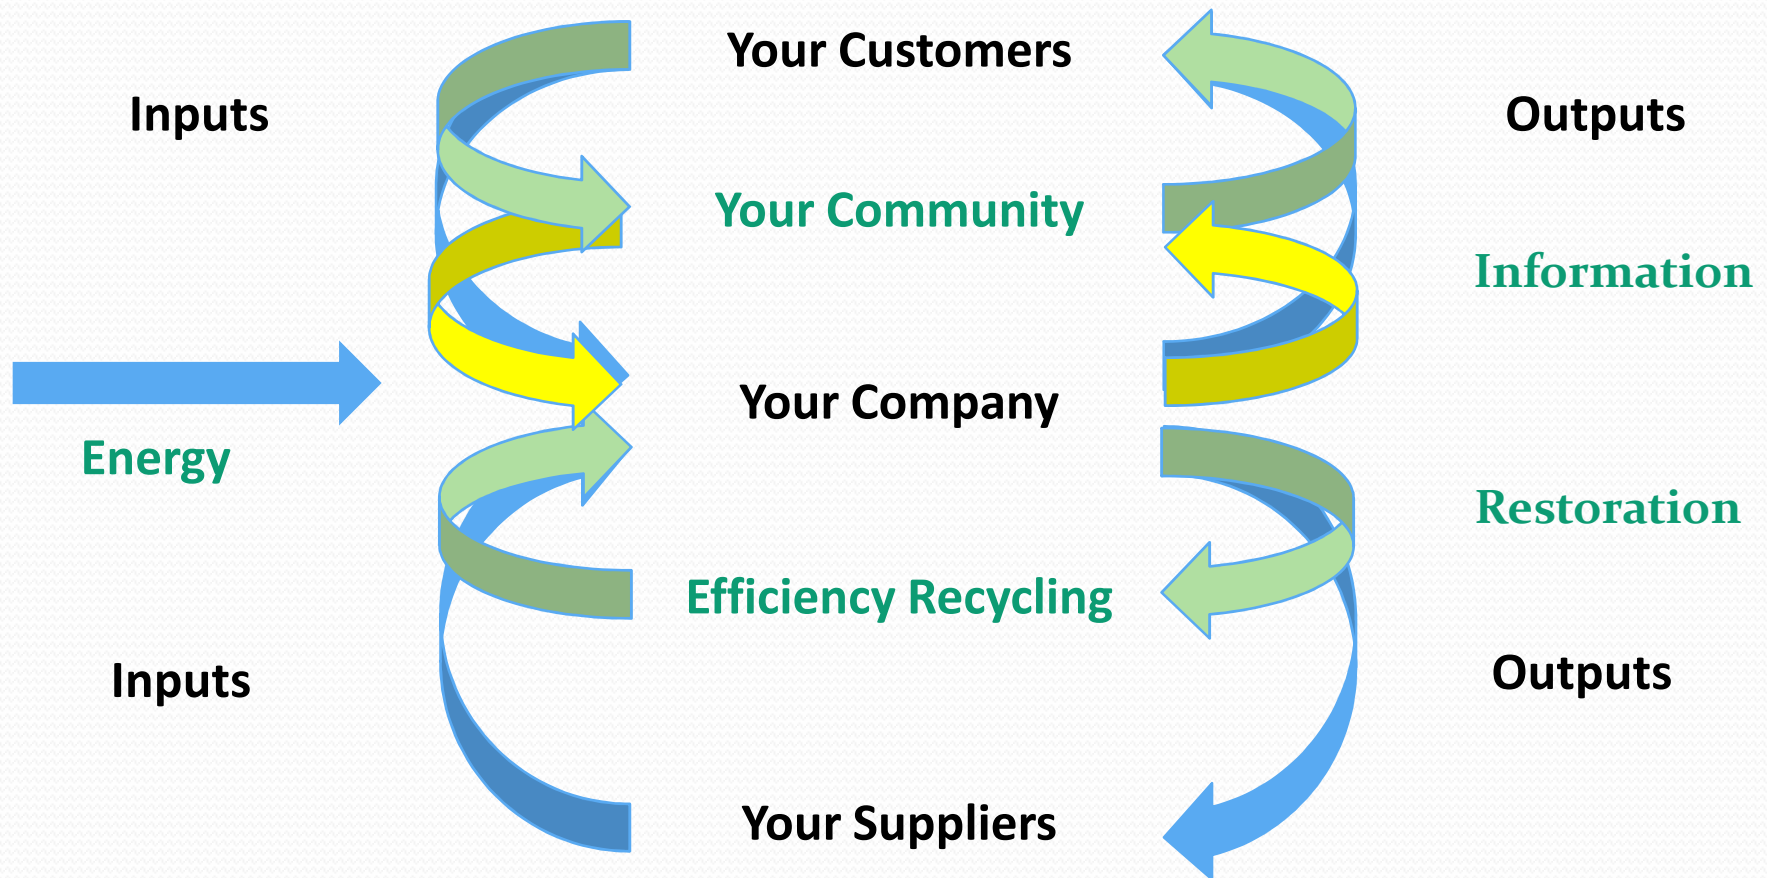 Your Customers
Inputs
Outputs
Your Community
Information
Your Company
Energy
Restoration
Efficiency Recycling
Inputs
Outputs
Your Suppliers